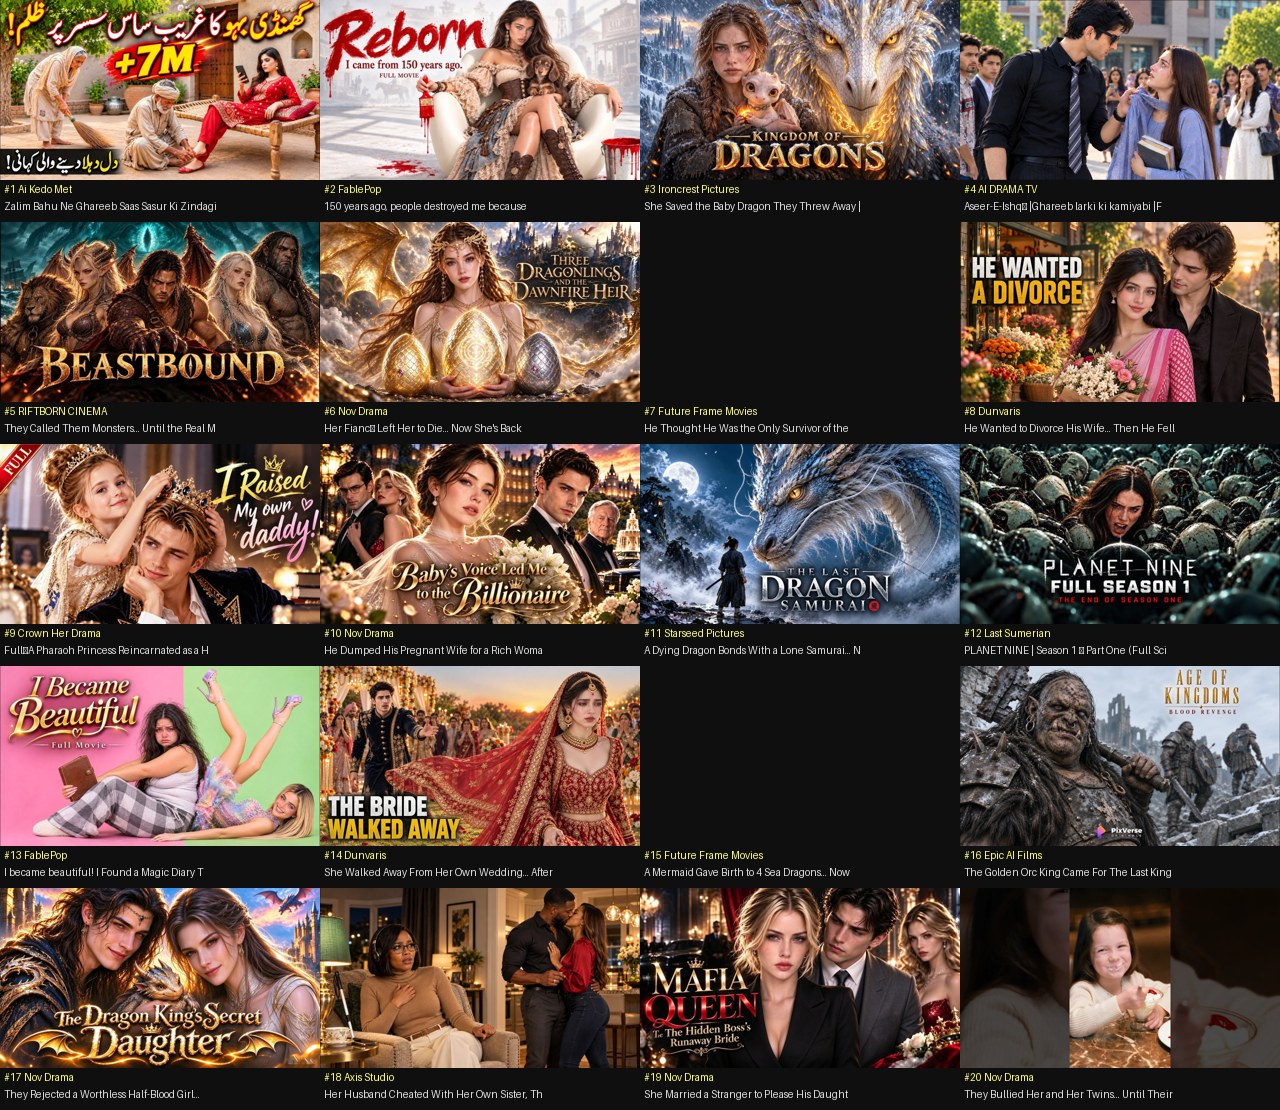 گھمنڈی بہو کا غریب ساس سسر پر ظلم!
+7M
دل دہلا دینے والی کہانی!
#1 Ai Kedo Met
Zalim Bahu Ne Ghareeb Saas Sasur Ki Zindagi
Reborn
I came from 150 years ago.
FULL MOVIE
#2 FablePop
150 years ago, people destroyed me because
KINGDOM OF
DRAGONS
#3 Ironcrest Pictures
She Saved the Baby Dragon They Threw Away |
#4 AI DRAMA TV
Aseer-E-Ishq |Ghareeb larki ki kamiyabi |F
BEASTBOUND
#5 RIFTBORN CINEMA
They Called Them Monsters... Until the Real M
THREE
DRAGONLINGS,
AND THE
DAWNFIRE HEIR
#6 Nov Drama
Her Fianc Left Her to Die... Now She's Back
#7 Future Frame Movies
He Thought He Was the Only Survivor of the
HE WANTED
A DIVORCE
#8 Dunvaris
He Wanted to Divorce His Wife... Then He Fell
FULL
I Raised
My own
daddy!
#9 Crown Her Drama
Full A Pharaoh Princess Reincarnated as a H
Baby's Voice Led Me
to the Billionaire
#10 Nov Drama
He Dumped His Pregnant Wife for a Rich Woma
THE LAST
DRAGON
SAMURAI
#11 Starseed Pictures
A Dying Dragon Bonds With a Lone Samurai... N
PLANET NINE
FULL SEASON 1
THE END OF SEASON ONE
#12 Last Sumerian
PLANET NINE | Season 1 Part One (Full Sci
I Became
Beautiful
Full Movie
#13 FablePop
I became beautiful! I Found a Magic Diary T
THE BRIDE
WALKED AWAY
#14 Dunvaris
She Walked Away From Her Own Wedding... After
#15 Future Frame Movies
A Mermaid Gave Birth to 4 Sea Dragons... Now
AGE OF
KINGDOMS
BLOOD REVENGE
PixVerse
#16 Epic AI Films
The Golden Orc King Came For The Last King
The Dragon King's Secret
Daughter
#17 Nov Drama
They Rejected a Worthless Half-Blood Girl...
#18 Axis Studio
Her Husband Cheated With Her Own Sister, Th
MAFIA
QUEEN
The Hidden Boss's
Runaway Bride
#19 Nov Drama
She Married a Stranger to Please His Daught
#20 Nov Drama
They Bullied Her and Her Twins... Until Their